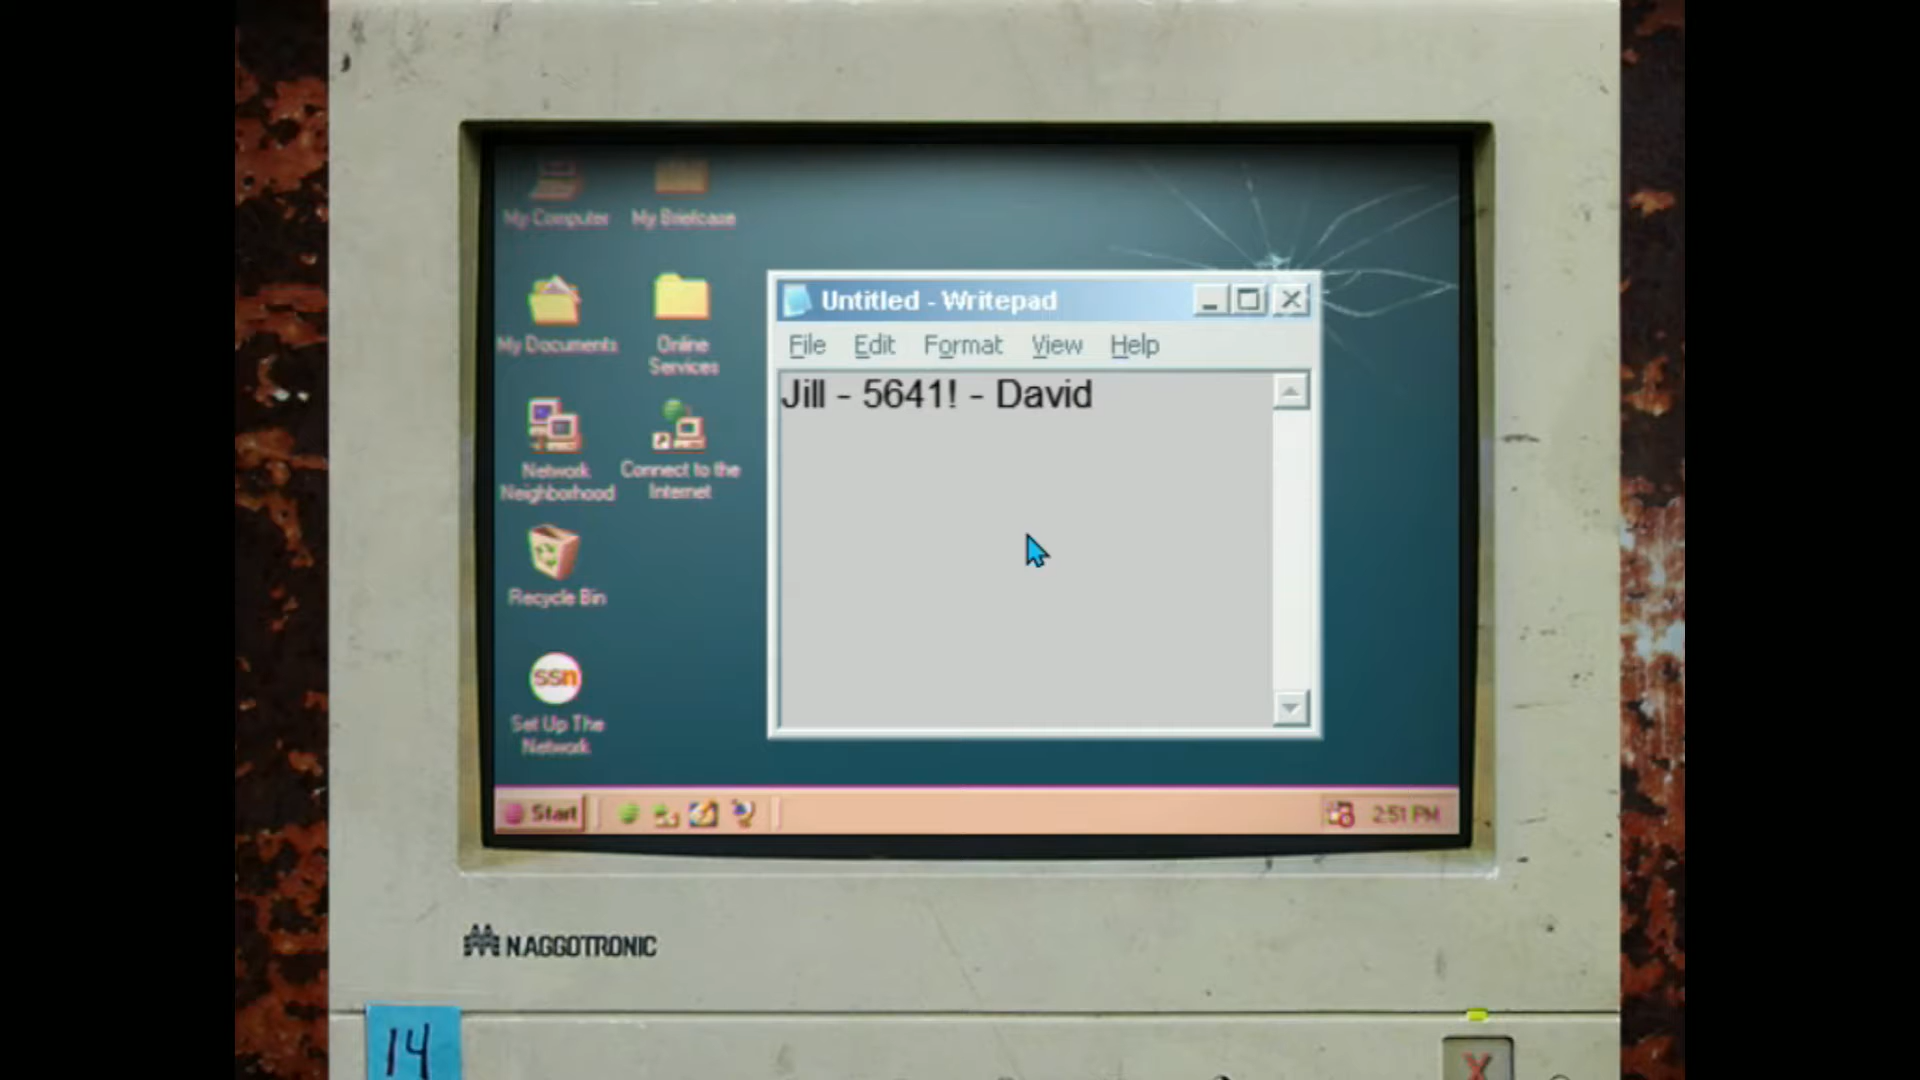 My Computer
My Briefcase
Untitled - Writepad
File Edit Format View Help
Jill - 5641! - David
My Documents
Online
Services
Network
Neighborhood
Connect to the
Internet
Recycle Bin
ssn
Set Up The
Network
Start
2:51 PM
NAGGOTRONIC
14
X